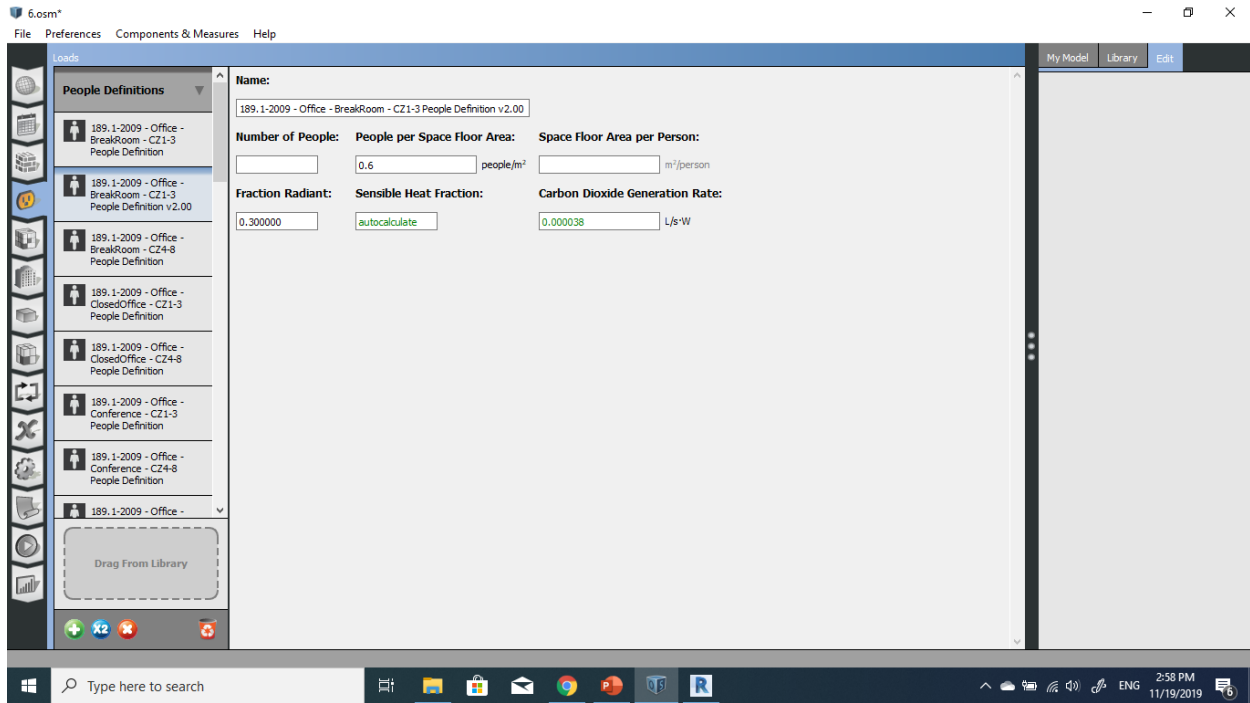 6.osm*
File Preferences Components & Measures Help
Loads
My Model Library Edit
People Definitions
189.1-2009 - Office -
BreakRoom - CZ1-3
People Definition
189.1-2009 - Office -
BreakRoom - CZ1-3
People Definition v2.00
189.1-2009 - Office -
BreakRoom - CZ4-8
People Definition
189.1-2009 - Office -
ClosedOffice - CZ1-3
People Definition
189.1-2009 - Office -
ClosedOffice - CZ4-8
People Definition
189.1-2009 - Office -
Conference - CZ1-3
People Definition
189.1-2009 - Office -
Conference - CZ4-8
People Definition
189.1-2009 - Office -
Drag From Library
X2
Name:
189.1-2009 - Office - BreakRoom - CZ1-3 People Definition v2.00
Number of People: People per Space Floor Area: Space Floor Area per Person:
0.6 people/m² m²/person
Fraction Radiant: Sensible Heat Fraction: Carbon Dioxide Generation Rate:
0.300000 autocalculate 0.000038 L/s·W
Type here to search
ENG
2:58 PM
11/19/2019
6